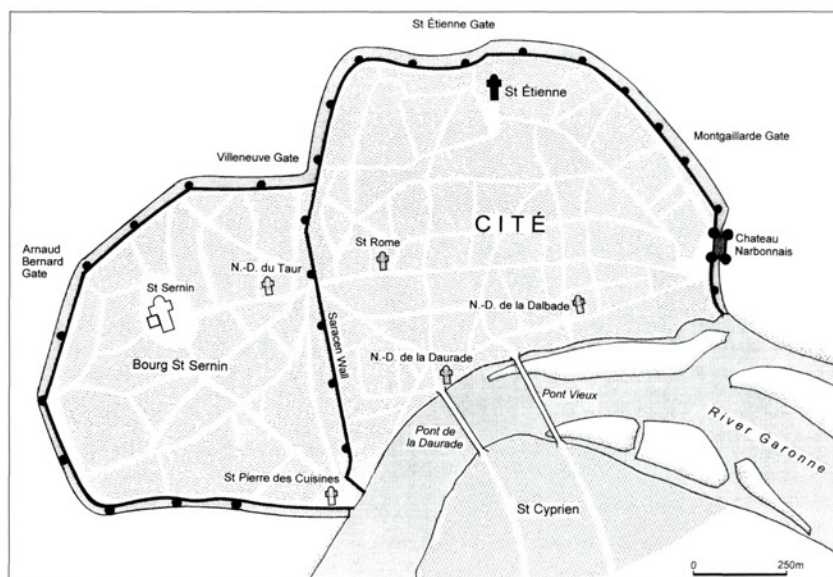 St Étienne Gate
St Étienne
Montgaillarde Gate
Villeneuve Gate
CITÉ
Arnaud
Bernard
Gate
St Rome
Chateau
Narbonnais
N.-D. du Taur
St Sernin
N.-D. de la Dalbade
Saracen Wall
Bourg St Sernin
N.-D. de la Daurade
Pont Vieux
River Garonne
Pont de
la Daurade
St Pierre des Cuisines
St Cyprien
0
250m